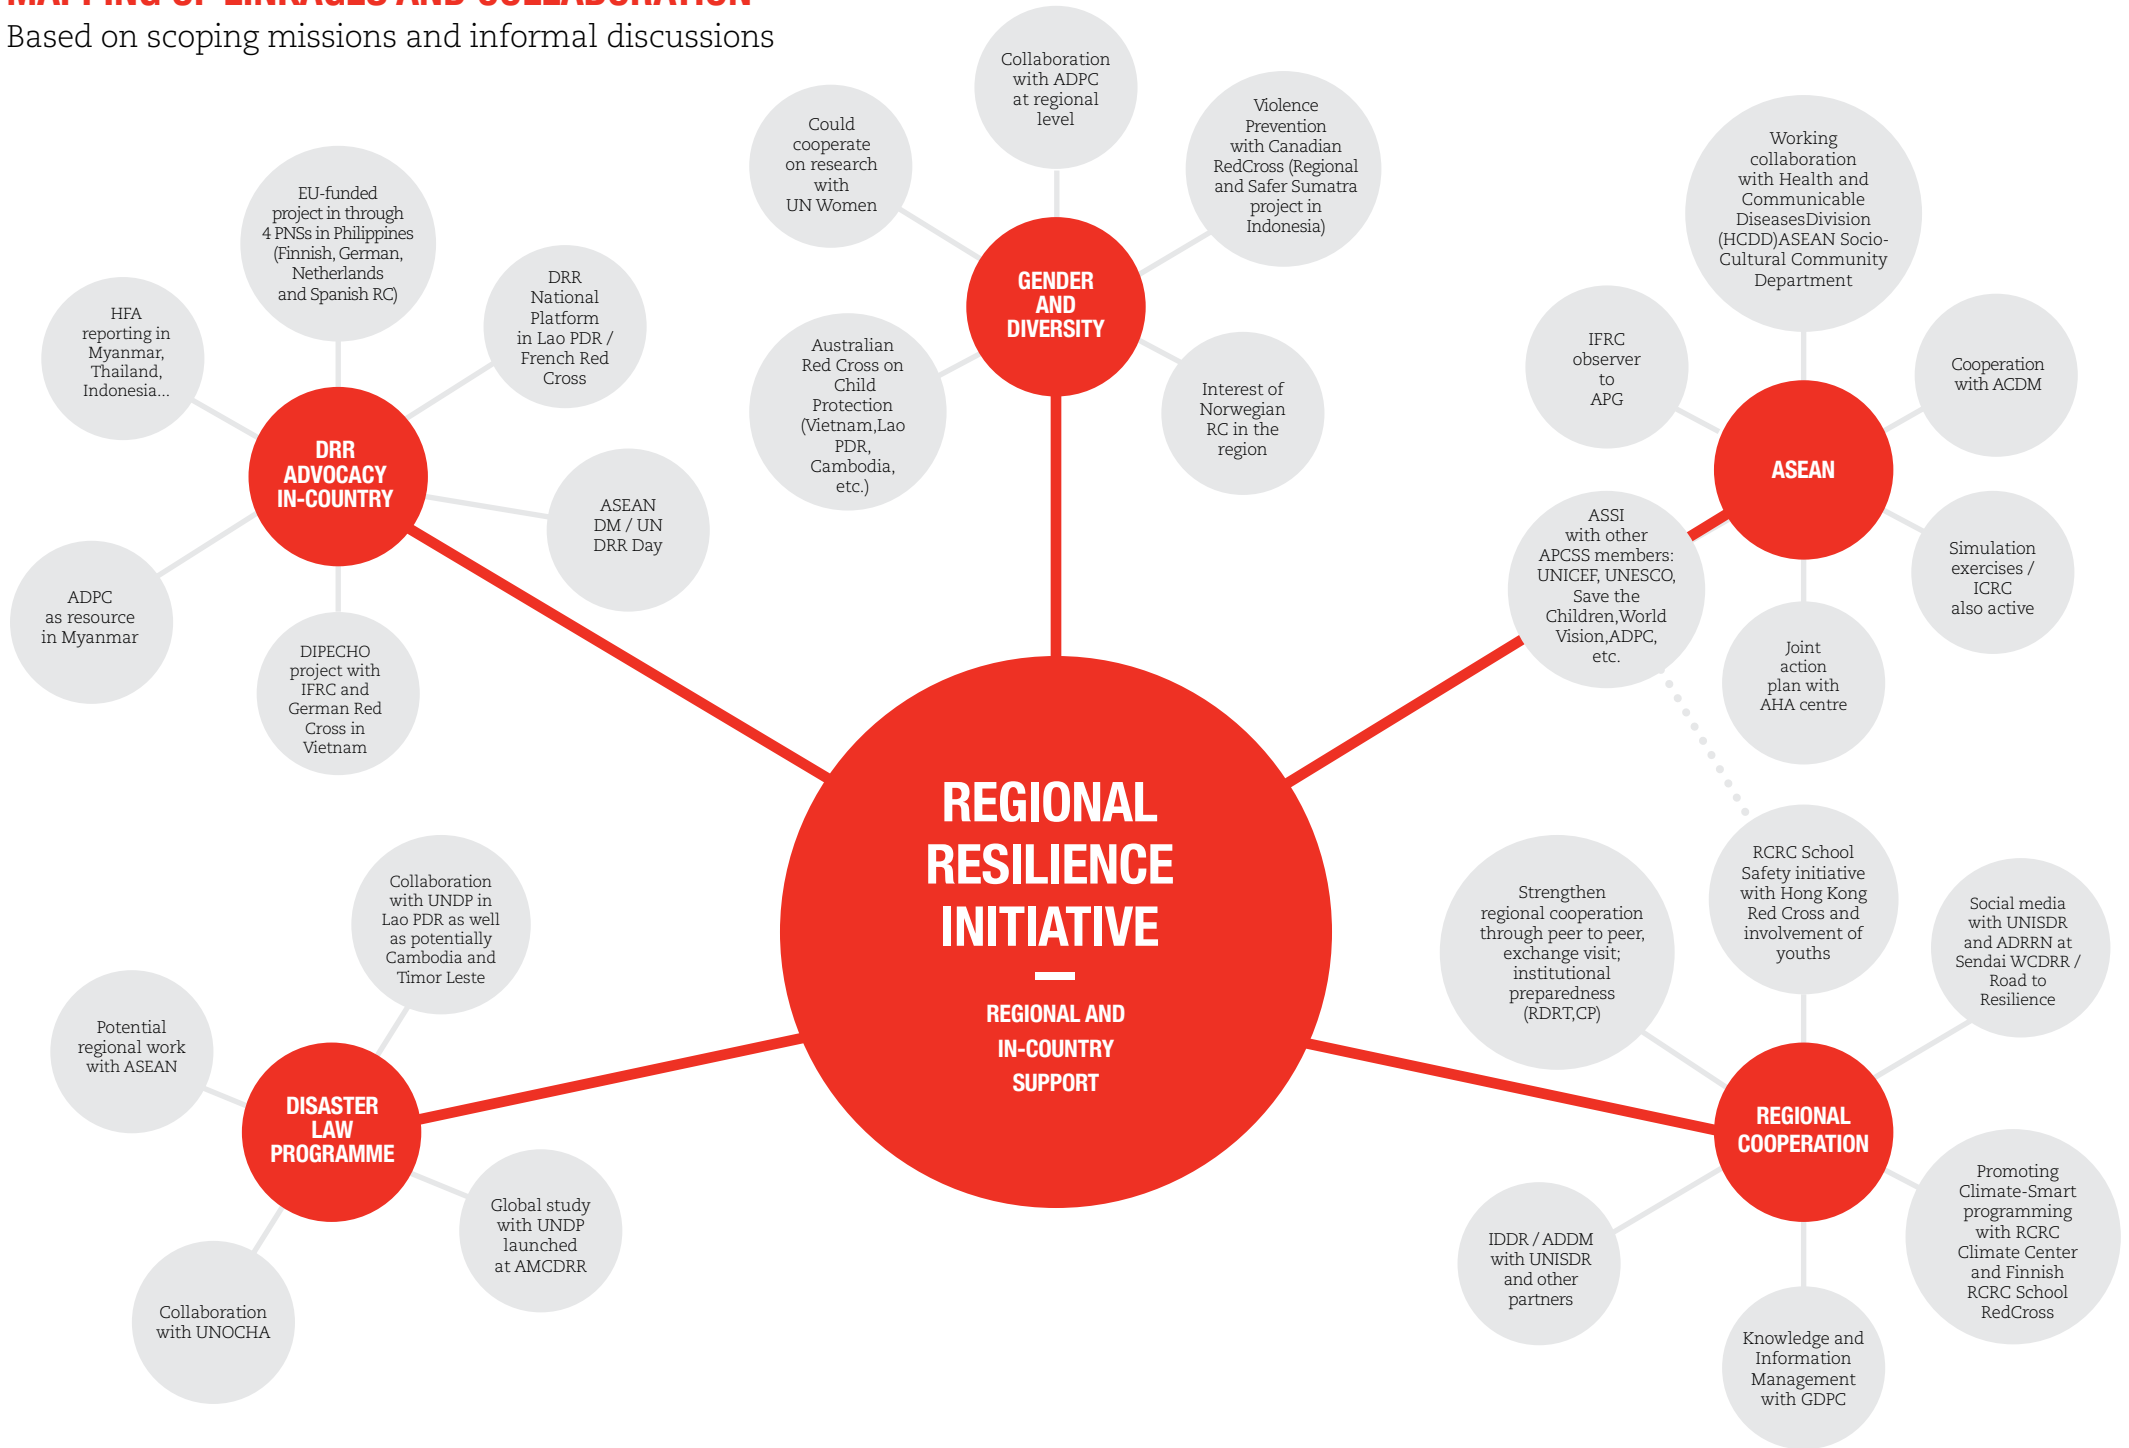 MAPPING OF LINKAGES AND COLLABORATION
Based on scoping missions and informal discussions
EU-funded
project in through
4 PNSs in Philippines
(Finnish, German,
Netherlands
and Spanish RC)
HFA
reporting in
Myanmar,
Thailand,
Indonesia...
DRR
National
Platform
in Lao PDR /
French Red
Cross
DRR
ADVOCACY
IN-COUNTRY
ASEAN
DM / UN
DRR Day
ADPC
as resource
in Myanmar
DIPECHO
project with
IFRC and
German Red
Cross in
Vietnam
Collaboration
with ADPC
at regional
level
Could
cooperate
on research
with
UN Women
Violence
Prevention
with Canadian
RedCross (Regional
and Safer Sumatra
project in
Indonesia)
GENDER
AND
DIVERSITY
Australian
Red Cross on
Child
Protection
(Vietnam,Lao
PDR,
Cambodia,
etc.)
Interest of
Norwegian
RC in the
region
Working
collaboration
with Health and
Communicable
DiseasesDivision
(HCDD)ASEAN Socio-
Cultural Community
Department
IFRC
observer
to
APG
Cooperation
with ACDM
ASEAN
ASSI
with other
APCSS members:
UNICEF, UNESCO,
Save the
Children,World
Vision,ADPC,
etc.
Simulation
exercises /
ICRC
also active
Joint
action
plan with
AHA centre
REGIONAL
RESILIENCE
INITIATIVE
REGIONAL AND
IN-COUNTRY
SUPPORT
Collaboration
with UNDP in
Lao PDR as well
as potentially
Cambodia and
Timor Leste
Potential
regional work
with ASEAN
DISASTER
LAW
PROGRAMME
Global study
with UNDP
launched
at AMCDRR
Collaboration
with UNOCHA
RCRC School
Safety initiative
with Hong Kong
Red Cross and
involvement of
youths
Strengthen
regional cooperation
through peer to peer,
exchange visit;
institutional
preparedness
(RDRT,CP)
Social media
with UNISDR
and ADRRN at
Sendai WCDRR /
Road to
Resilience
REGIONAL
COOPERATION
IDDR / ADDM
with UNISDR
and other
partners
Promoting
Climate-Smart
programming
with RCRC
Climate Center
and Finnish
RCRC School
RedCross
Knowledge and
Information
Management
with GDPC